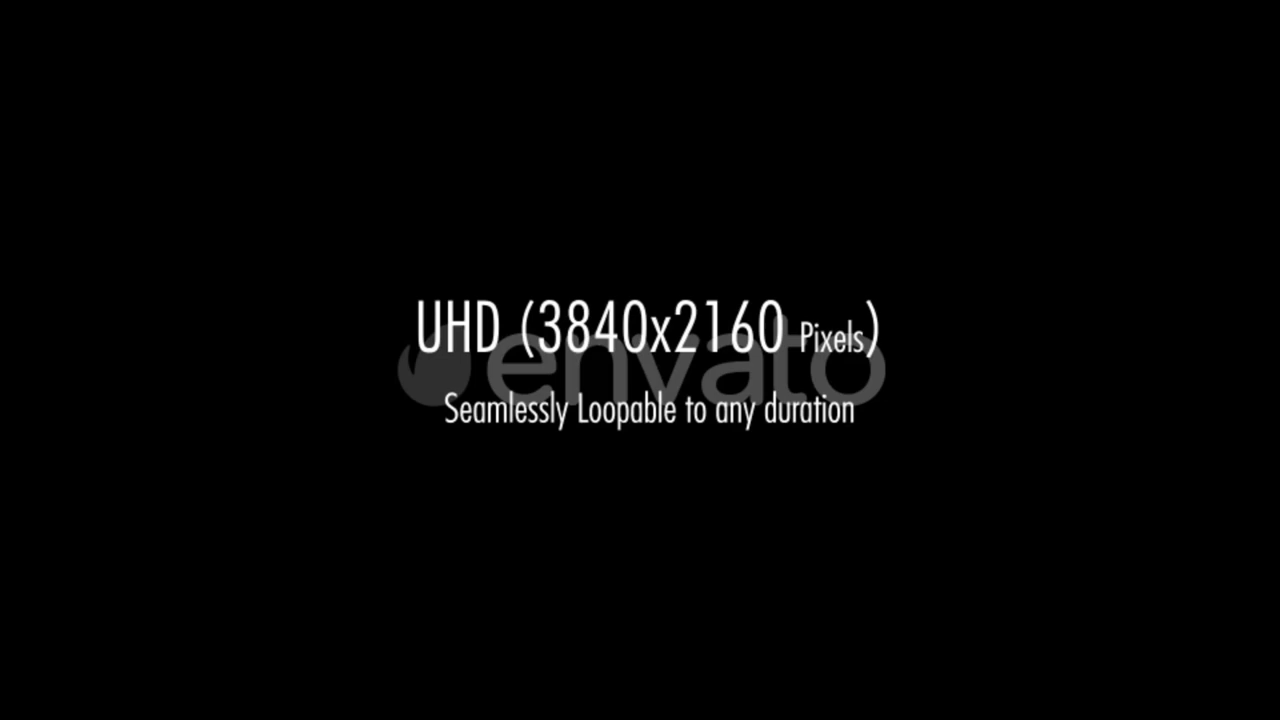 UHD (3840x2160 Pixels)
envato
Seamlessly Loopable to any duration